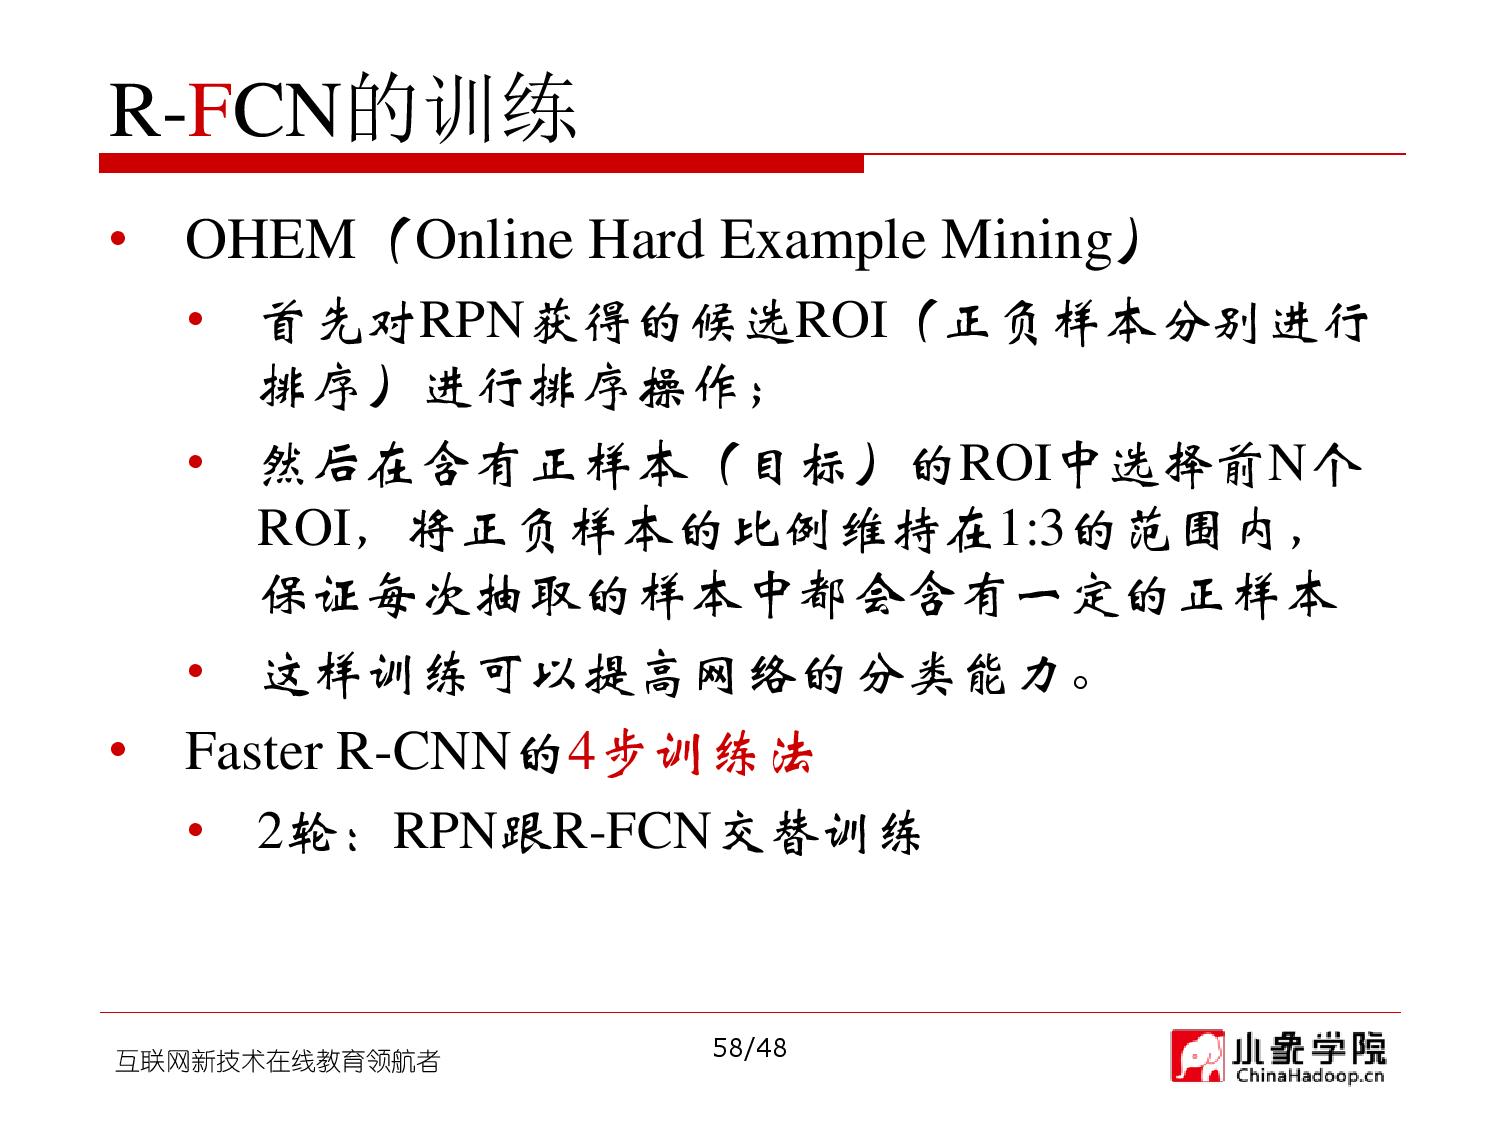 R-FCN的训练
• OHEM（Online Hard Example Mining）
• 首先对RPN获得的候选ROI（正负样本分别进行
排序）进行排序操作；
• 然后在含有正样本（目标）的ROI中选择前N个
ROI，将正负样本的比例维持在1:3的范围内，
保证每次抽取的样本中都会含有一定的正样本
• 这样训练可以提高网络的分类能力。
• Faster R-CNN的4步训练法
• 2轮：RPN跟R-FCN交替训练
互联网新技术在线教育领航者
58/48
小象学院
ChinaHadoop.cn